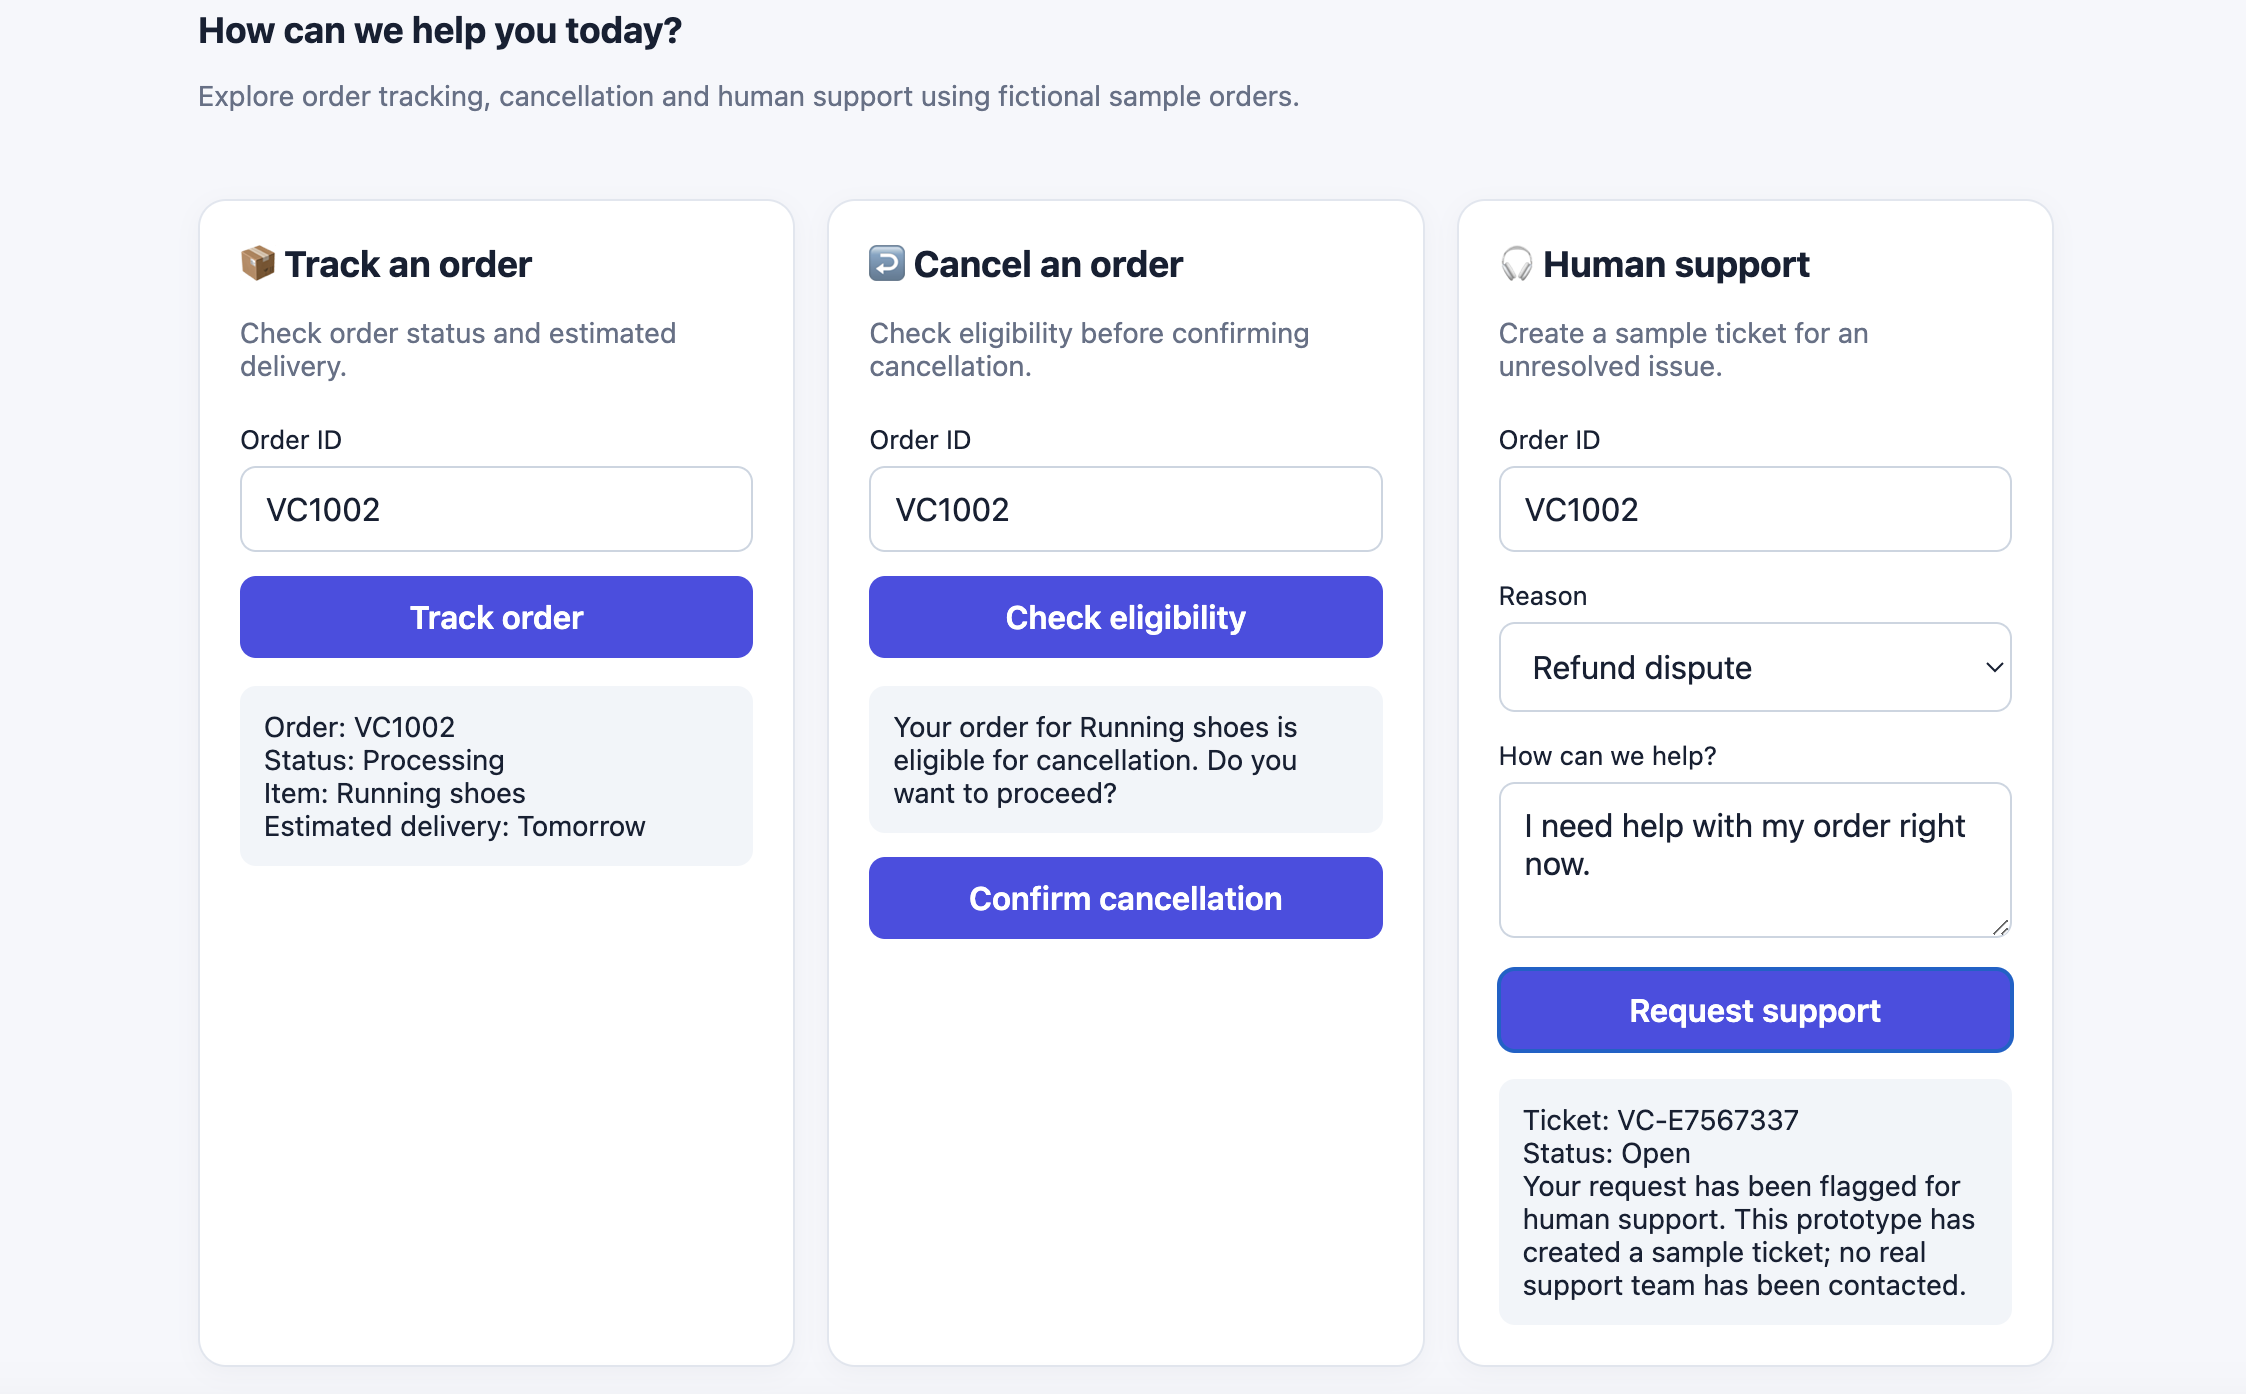 How can we help you today?
Explore order tracking, cancellation and human support using fictional sample orders.
Track an order
Check order status and estimated
delivery.
Order ID
VC1002
Track order
Order: VC1002
Status: Processing
Item: Running shoes
Estimated delivery: Tomorrow
Cancel an order
Check eligibility before confirming
cancellation.
Order ID
VC1002
Check eligibility
Your order for Running shoes is
eligible for cancellation. Do you
want to proceed?
Confirm cancellation
Human support
Create a sample ticket for an
unresolved issue.
Order ID
VC1002
Reason
Refund dispute
How can we help?
I need help with my order right
now.
Request support
Ticket: VC-E7567337
Status: Open
Your request has been flagged for
human support. This prototype has
created a sample ticket; no real
support team has been contacted.